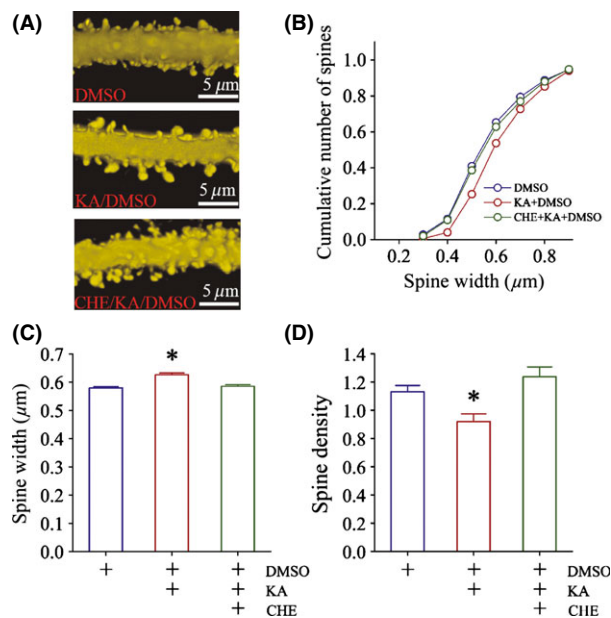 (A)
DMSO
5 μm
KA/DMSO
5 μm
CHE/KA/DMSO
5 μm
(B)
Cumulative number of spines
1.0
0.8
0.6
0.4
0.2
0.0
DMSO
KA+DMSO
CHE+KA+DMSO
0.2 0.4 0.6 0.8
Spine width (μm)
(C)
Spine width (μm)
0.7
0.6
0.5
0.4
0.3
0.2
0.1
0.0
*
+ + + DMSO
+ + KA
+ CHE
(D)
Spine density
1.4
1.2
1.0
0.8
0.6
0.4
0.2
0.0
*
+ + + DMSO
+ + KA
+ CHE